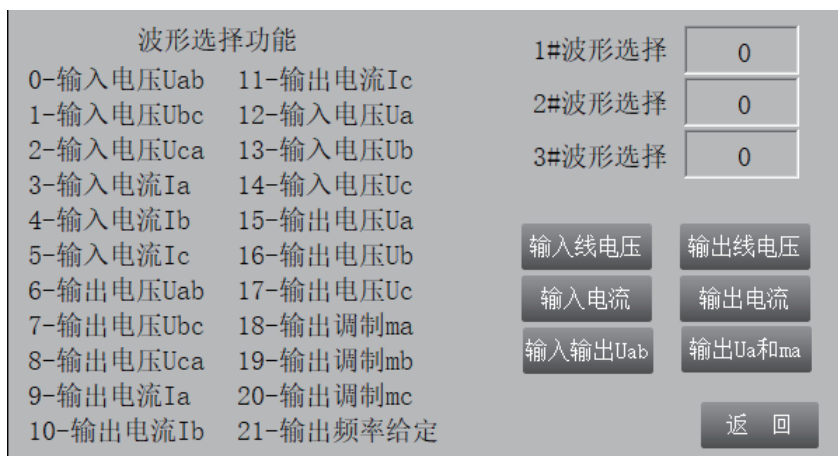 波形选择功能
0-输入电压Uab 11-输出电流Ic
1-输入电压Ubc 12-输入电压Ua
2-输入电压Uca 13-输入电压Ub
3-输入电流Ia 14-输入电压Uc
4-输入电流Ib 15-输出电压Ua
5-输入电流Ic 16-输出电压Ub
6-输出电压Uab 17-输出电压Uc
7-输出电压Ubc 18-输出调制ma
8-输出电压Uca 19-输出调制mb
9-输出电流Ia 20-输出调制mc
10-输出电流Ib 21-输出频率给定
1#波形选择 0
2#波形选择 0
3#波形选择 0
输入线电压 输出线电压
输入电流 输出电流
输入输出Uab 输出Ua和ma
返 回